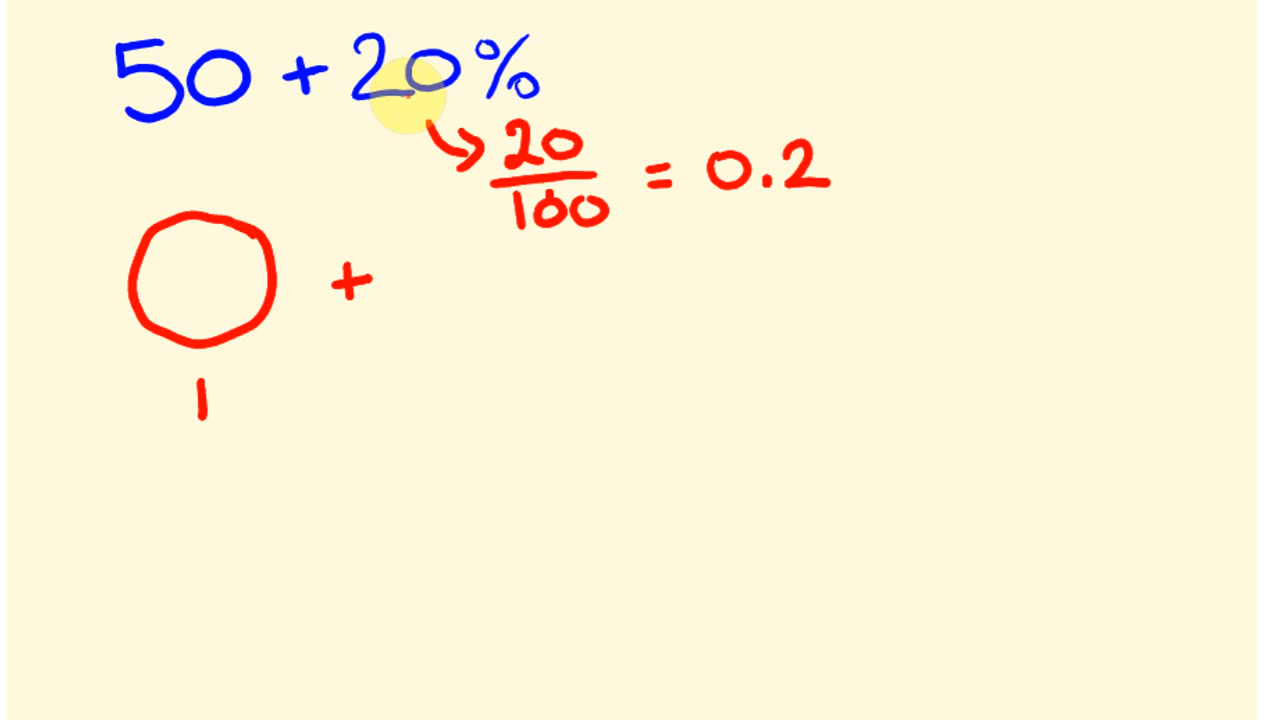 50 + 20%
20/100 = 0.2
+
1